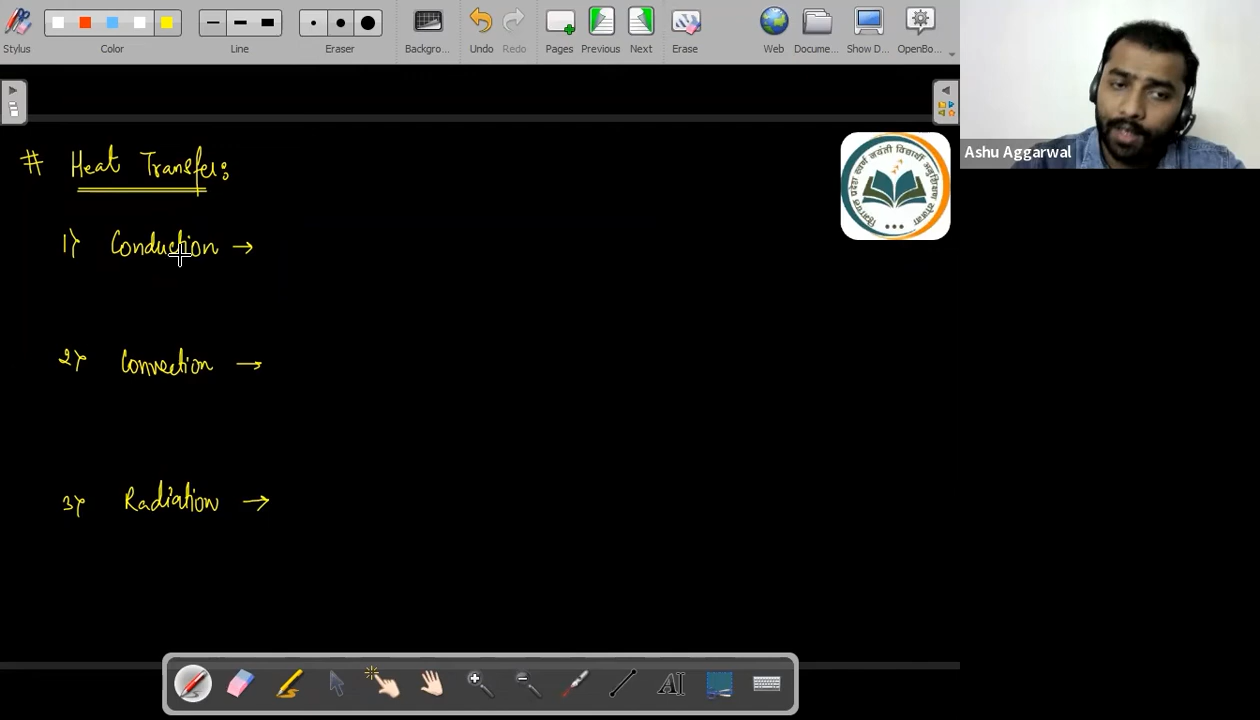 Stylus
Color
Line
Eraser
Backgro...
Undo
Redo
Pages
Previous
Next
Erase
Web
Docume...
Show D...
OpenBo...
# Heat Transfer:
1) Conduction →
2) Convection →
3) Radiation →
Ashu Aggarwal